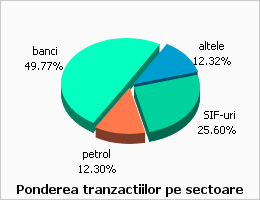 altele
12.32%
banci
49.77%
SIF-uri
25.60%
petrol
12.30%
Ponderea tranzactiilor pe sectoare